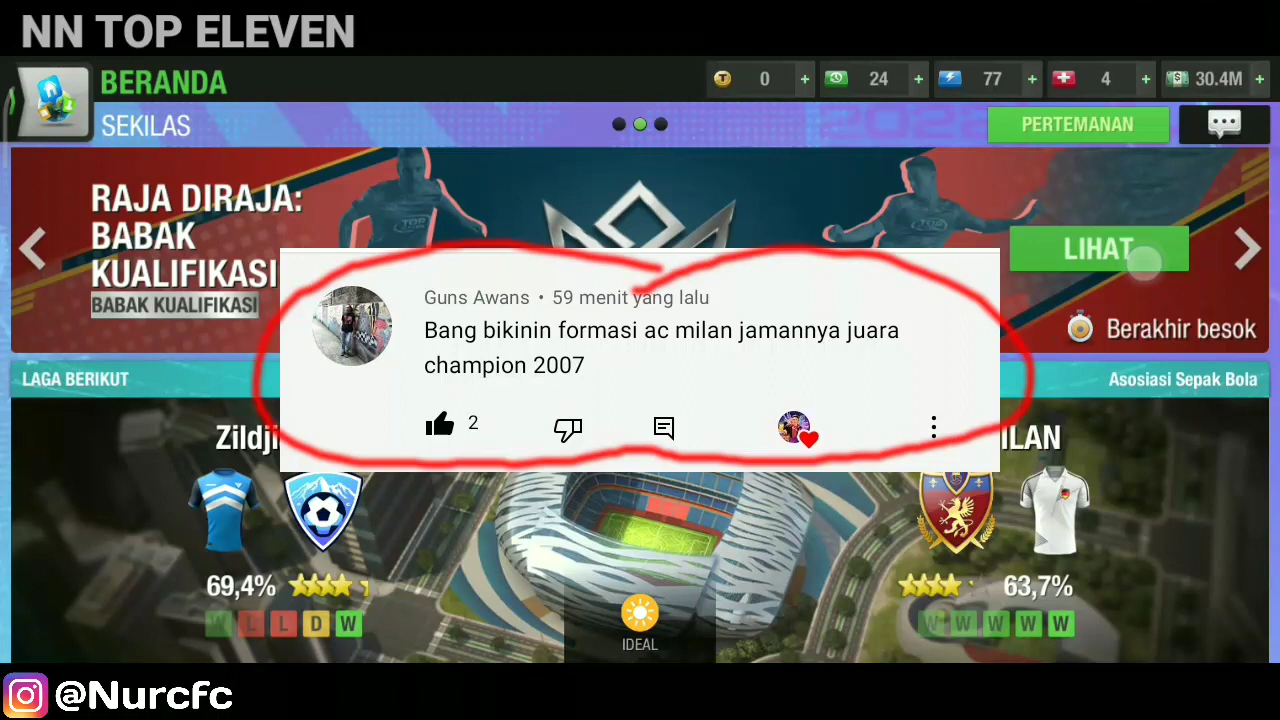 NN TOP ELEVEN
BERANDA
T 0 + 24 + 77 + 4 + $ 30.4M +
SEKILAS
2022
PERTEMANAN
RAJA DIRAJA:
BABAK
KUALIFIKASI
BABAK KUALIFIKASI
LIHAT
Berakhir besok
Guns Awans • 59 menit yang lalu
Bang bikinin formasi ac milan jamannya juara
champion 2007
2
LAGA BERIKUT
Asosiasi Sepak Bola
Zildji
ILAN
69,4%
63,7%
W L L D W
W W W W W
IDEAL
@Nurcfc